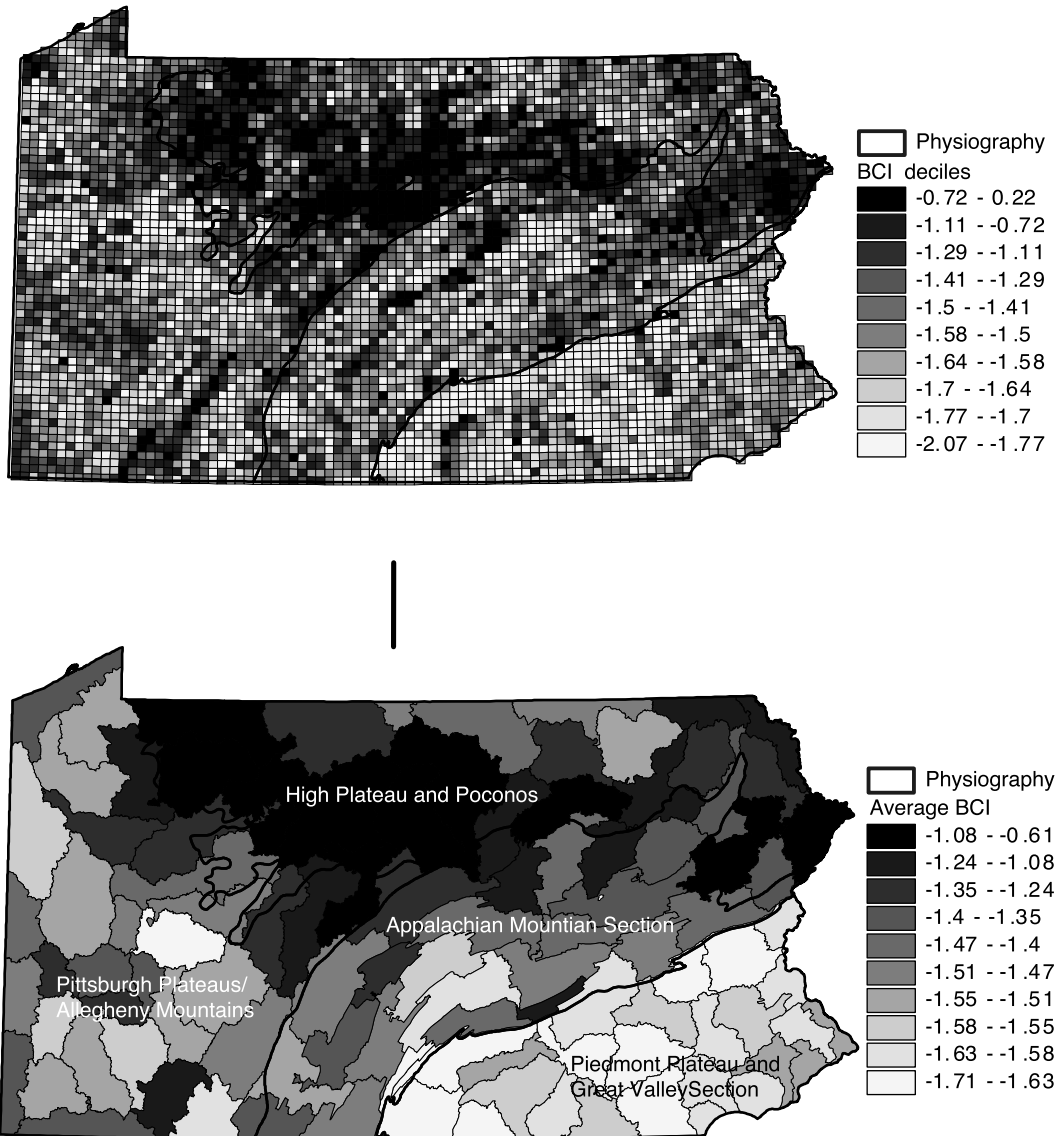 Physiography
BCI deciles
-0.72 - 0.22
-1.11 - -0.72
-1.29 - -1.11
-1.41 - -1.29
-1.5 - -1.41
-1.58 - -1.5
-1.64 - -1.58
-1.7 - -1.64
-1.77 - -1.7
-2.07 - -1.77
High Plateau and Poconos
Appalachian Mountian Section
Pittsburgh Plateaus/
Allegheny Mountains
Piedmont Plateau and
Great ValleySection
Physiography
Average BCI
-1.08 - -0.61
-1.24 - -1.08
-1.35 - -1.24
-1.4 - -1.35
-1.47 - -1.4
-1.51 - -1.47
-1.55 - -1.51
-1.58 - -1.55
-1.63 - -1.58
-1.71 - -1.63